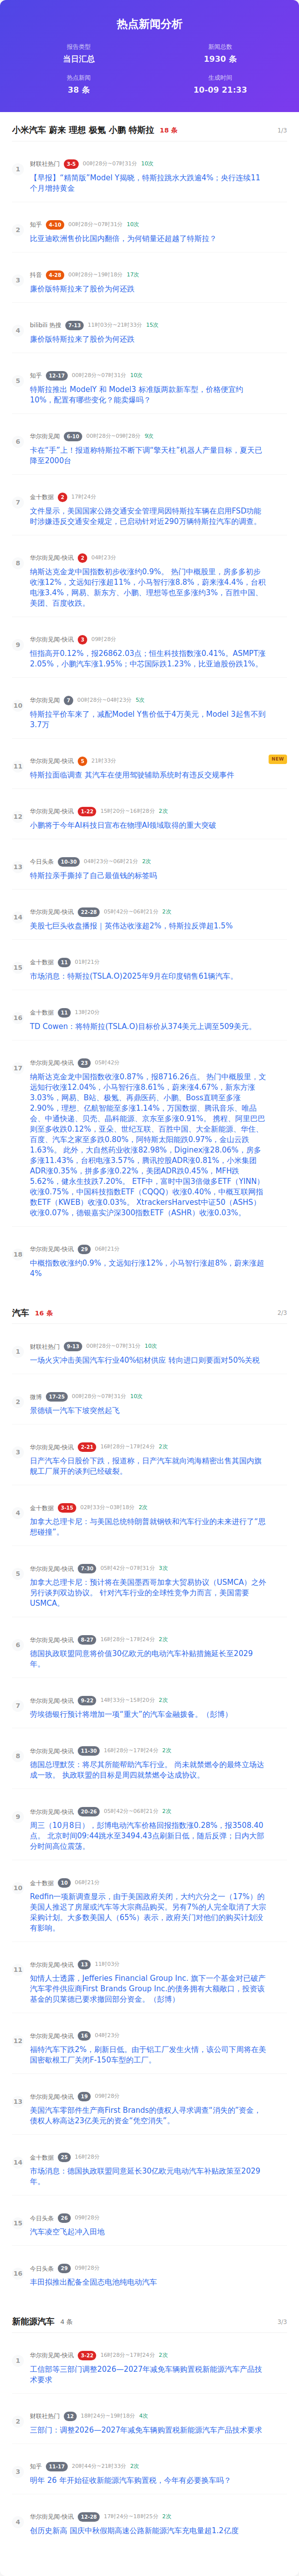 热点新闻分析
报告类型
当日汇总
新闻总数
1930 条
热点新闻
38 条
生成时间
10-09 21:33
小米汽车 蔚来 理想 极氪 小鹏 特斯拉 18 条 1/3
1
财联社热门 3-5 00时28分~07时31分 10次
【早报】“精简版”Model Y揭晓，特斯拉跳水大跌逾4%；央行连续11
个月增持黄金
2
知乎 4-10 00时28分~07时31分 10次
比亚迪欧洲售价比国内翻倍，为何销量还超越了特斯拉？
3
抖音 4-28 00时28分~19时18分 17次
廉价版特斯拉来了股价为何还跌
4
bilibili 热搜 7-13 11时03分~21时33分 15次
廉价版特斯拉来了股价为何还跌
5
知乎 12-17 00时28分~07时31分 10次
特斯拉推出 ModelY 和 Model3 标准版两款新车型，价格便宜约
10%，配置有哪些变化？能卖爆吗？
6
华尔街见闻 6-10 00时28分~09时28分 9次
卡在“手”上！报道称特斯拉不断下调“擎天柱”机器人产量目标，夏天已
降至2000台
7
金十数据 2 17时24分
文件显示，美国国家公路交通安全管理局因特斯拉车辆在启用FSD功能
时涉嫌违反交通安全规定，已启动针对近290万辆特斯拉汽车的调查。
8
华尔街见闻-快讯 2 04时23分
纳斯达克金龙中国指数初步收涨约0.9%。 热门中概股里，房多多初步
收涨12%，文远知行涨超11%，小马智行涨8.8%，蔚来涨4.4%，台积
电涨3.4%，网易、京东、小鹏、理想等也至多涨约3%，百胜中国、
美团、百度收跌。
9
华尔街见闻-快讯 3 09时28分
恒指高开0.12%，报26862.03点；恒生科技指数涨0.41%。ASMPT涨
2.05%，小鹏汽车涨1.95%；中芯国际跌1.23%，比亚迪股份跌1%。
10
华尔街见闻 7 00时28分~04时23分 5次
特斯拉平价车来了，减配Model Y售价低于4万美元，Model 3起售不到
3.7万
11
华尔街见闻-快讯 5 21时33分
NEW
特斯拉面临调查 其汽车在使用驾驶辅助系统时有违反交规事件
12
华尔街见闻-快讯 1-22 15时20分~16时28分 2次
小鹏将于今年AI科技日宣布在物理AI领域取得的重大突破
13
今日头条 10-30 04时23分~06时21分 2次
特斯拉亲手撕掉了自己最值钱的标签吗
14
华尔街见闻-快讯 22-28 05时42分~06时21分 2次
美股七巨头收盘播报｜英伟达收涨超2%，特斯拉反弹超1.5%
15
金十数据 11 01时21分
市场消息：特斯拉(TSLA.O)2025年9月在印度销售61辆汽车。
16
金十数据 11 13时20分
TD Cowen：将特斯拉(TSLA.O)目标价从374美元上调至509美元。
17
华尔街见闻-快讯 23 05时42分
纳斯达克金龙中国指数收涨0.87%，报8716.26点。 热门中概股里，文
远知行收涨12.04%，小马智行涨8.61%，蔚来涨4.67%，新东方涨
3.03%，网易、B站、极氪、再鼎医药、小鹏、Boss直聘至多涨
2.90%，理想、亿航智能至多涨1.14%，万国数据、腾讯音乐、唯品
会、中通快递、贝壳、晶科能源、京东至多涨0.91%。 携程、阿里巴巴
则至多收跌0.12%，亚朵、世纪互联、百胜中国、大全新能源、华住、
百度、汽车之家至多跌0.80%，阿特斯太阳能跌0.97%，金山云跌
1.63%。 此外，大自然药业收涨82.98%，Diginex涨28.06%，房多
多涨11.43%，台积电涨3.57%，腾讯控股ADR涨0.81%，小米集团
ADR涨0.35%，拼多多涨0.22%，美团ADR跌0.45%，MFH跌
5.62%，健永生技跌7.20%。 ETF中，富时中国3倍做多ETF（YINN）
收涨0.75%，中国科技指数ETF（CQQQ）收涨0.40%，中概互联网指
数ETF（KWEB）收涨0.03%。 XtrackersHarvest中证50（ASHS）
收涨0.07%，德银嘉实沪深300指数ETF（ASHR）收涨0.03%。
18
华尔街见闻-快讯 29 06时21分
中概指数收涨约0.9%，文远知行涨12%，小马智行涨超8%，蔚来涨超
4%
汽车 16 条 2/3
1
财联社热门 9-13 00时28分~07时31分 10次
一场火灾冲击美国汽车行业40%铝材供应 转向进口则要面对50%关税
2
微博 17-25 00时28分~07时31分 10次
景德镇一汽车下坡突然起飞
3
华尔街见闻-快讯 2-21 16时28分~17时24分 2次
日产汽车今日股价下跌，报道称，日产汽车就向鸿海精密出售其国内旗
舰工厂展开的谈判已经破裂。
4
金十数据 3-15 02时33分~03时18分 2次
加拿大总理卡尼：与美国总统特朗普就钢铁和汽车行业的未来进行了“思
想碰撞”。
5
华尔街见闻-快讯 7-30 05时42分~07时31分 3次
加拿大总理卡尼：预计将在美国墨西哥加拿大贸易协议（USMCA）之外
另行谈判双边协议。 针对汽车行业的全球性竞争力而言，美国需要
USMCA。
6
华尔街见闻-快讯 8-27 16时28分~17时24分 2次
德国执政联盟同意将价值30亿欧元的电动汽车补贴措施延长至2029
年。
7
华尔街见闻-快讯 9-22 14时33分~15时20分 2次
劳埃德银行预计将增加一项“重大”的汽车金融拨备。（彭博）
8
华尔街见闻-快讯 11-30 16时28分~17时24分 2次
德国总理默茨：将尽其所能帮助汽车行业。 尚未就禁燃令的最终立场达
成一致。 执政联盟的目标是周四就禁燃令达成协议。
9
华尔街见闻-快讯 20-26 05时42分~06时21分 2次
周三（10月8日），彭博电动汽车价格回报指数涨0.28%，报3508.40
点。 北京时间09:44跳水至3494.43点刷新日低，随后反弹；日内大部
分时间高位震荡。
10
金十数据 10 06时21分
Redfin一项新调查显示，由于美国政府关闭，大约六分之一（17%）的
美国人推迟了房屋或汽车等大宗商品购买。另有7%的人完全取消了大宗
采购计划。大多数美国人（65%）表示，政府关门对他们的购买计划没
有影响。
11
华尔街见闻-快讯 13 11时03分
知情人士透露，Jefferies Financial Group Inc. 旗下一个基金对已破产
汽车零件供应商First Brands Group Inc.的债务拥有大额敞口，投资该
基金的贝莱德已要求撤回部分资金。（彭博）
12
华尔街见闻-快讯 16 04时23分
福特汽车下跌2%，刷新日低。由于铝工厂发生火情，该公司下周将在美
国密歇根工厂关闭F-150车型的工厂。
13
华尔街见闻-快讯 19 09时28分
美国汽车零部件生产商First Brands的债权人寻求调查“消失的”资金，
债权人称高达23亿美元的资金“凭空消失”。
14
金十数据 25 16时28分
市场消息：德国执政联盟同意延长30亿欧元电动汽车补贴政策至2029
年。
15
今日头条 26 09时28分
汽车凌空飞起冲入田地
16
今日头条 29 09时28分
丰田拟推出配备全固态电池纯电动汽车
新能源汽车 4 条 3/3
1
华尔街见闻-快讯 3-22 16时28分~17时24分 2次
工信部等三部门调整2026—2027年减免车辆购置税新能源汽车产品技
术要求
2
财联社热门 12 18时24分~19时18分 4次
三部门：调整2026—2027年减免车辆购置税新能源汽车产品技术要求
3
知乎 11-17 20时44分~21时33分 2次
明年 26 年开始征收新能源汽车购置税，今年有必要换车吗？
4
华尔街见闻-快讯 12-28 17时24分~18时25分 2次
创历史新高 国庆中秋假期高速公路新能源汽车充电量超1.2亿度